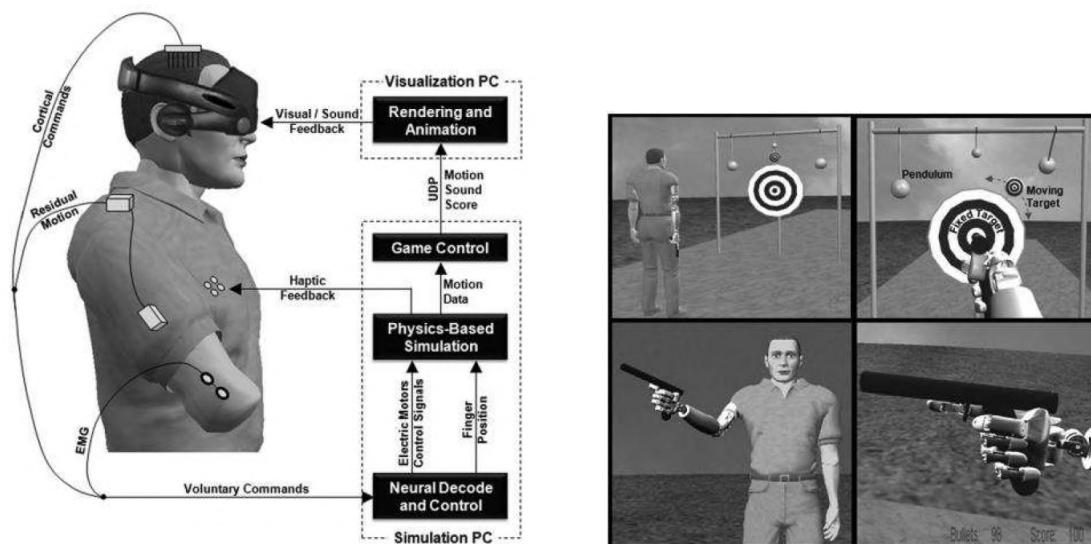 Cortical
Commands
Residual
Motion
EMG
Voluntary Commands
Visual / Sound
Feedback
Haptic
Feedback
Visualization PC
Rendering and
Animation
UDP
Motion
Sound
Score
Game Control
Motion
Data
Physics-Based
Simulation
Electric Motors
Control Signals
Finger
Position
Neural Decode
and Control
Simulation PC
Pendulum
Moving
Target
Fixed Target
Bullets: 98 Score: 100